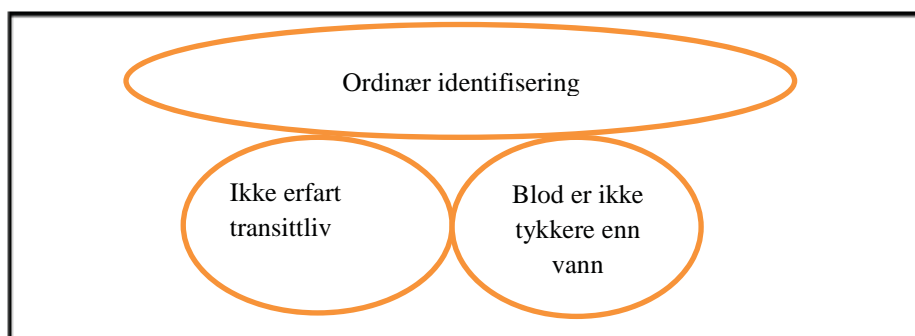 Ordinær identifisering
Ikke erfart
transittliv
Blod er ikke
tykkere enn
vann